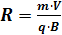 R = m·V / q·B